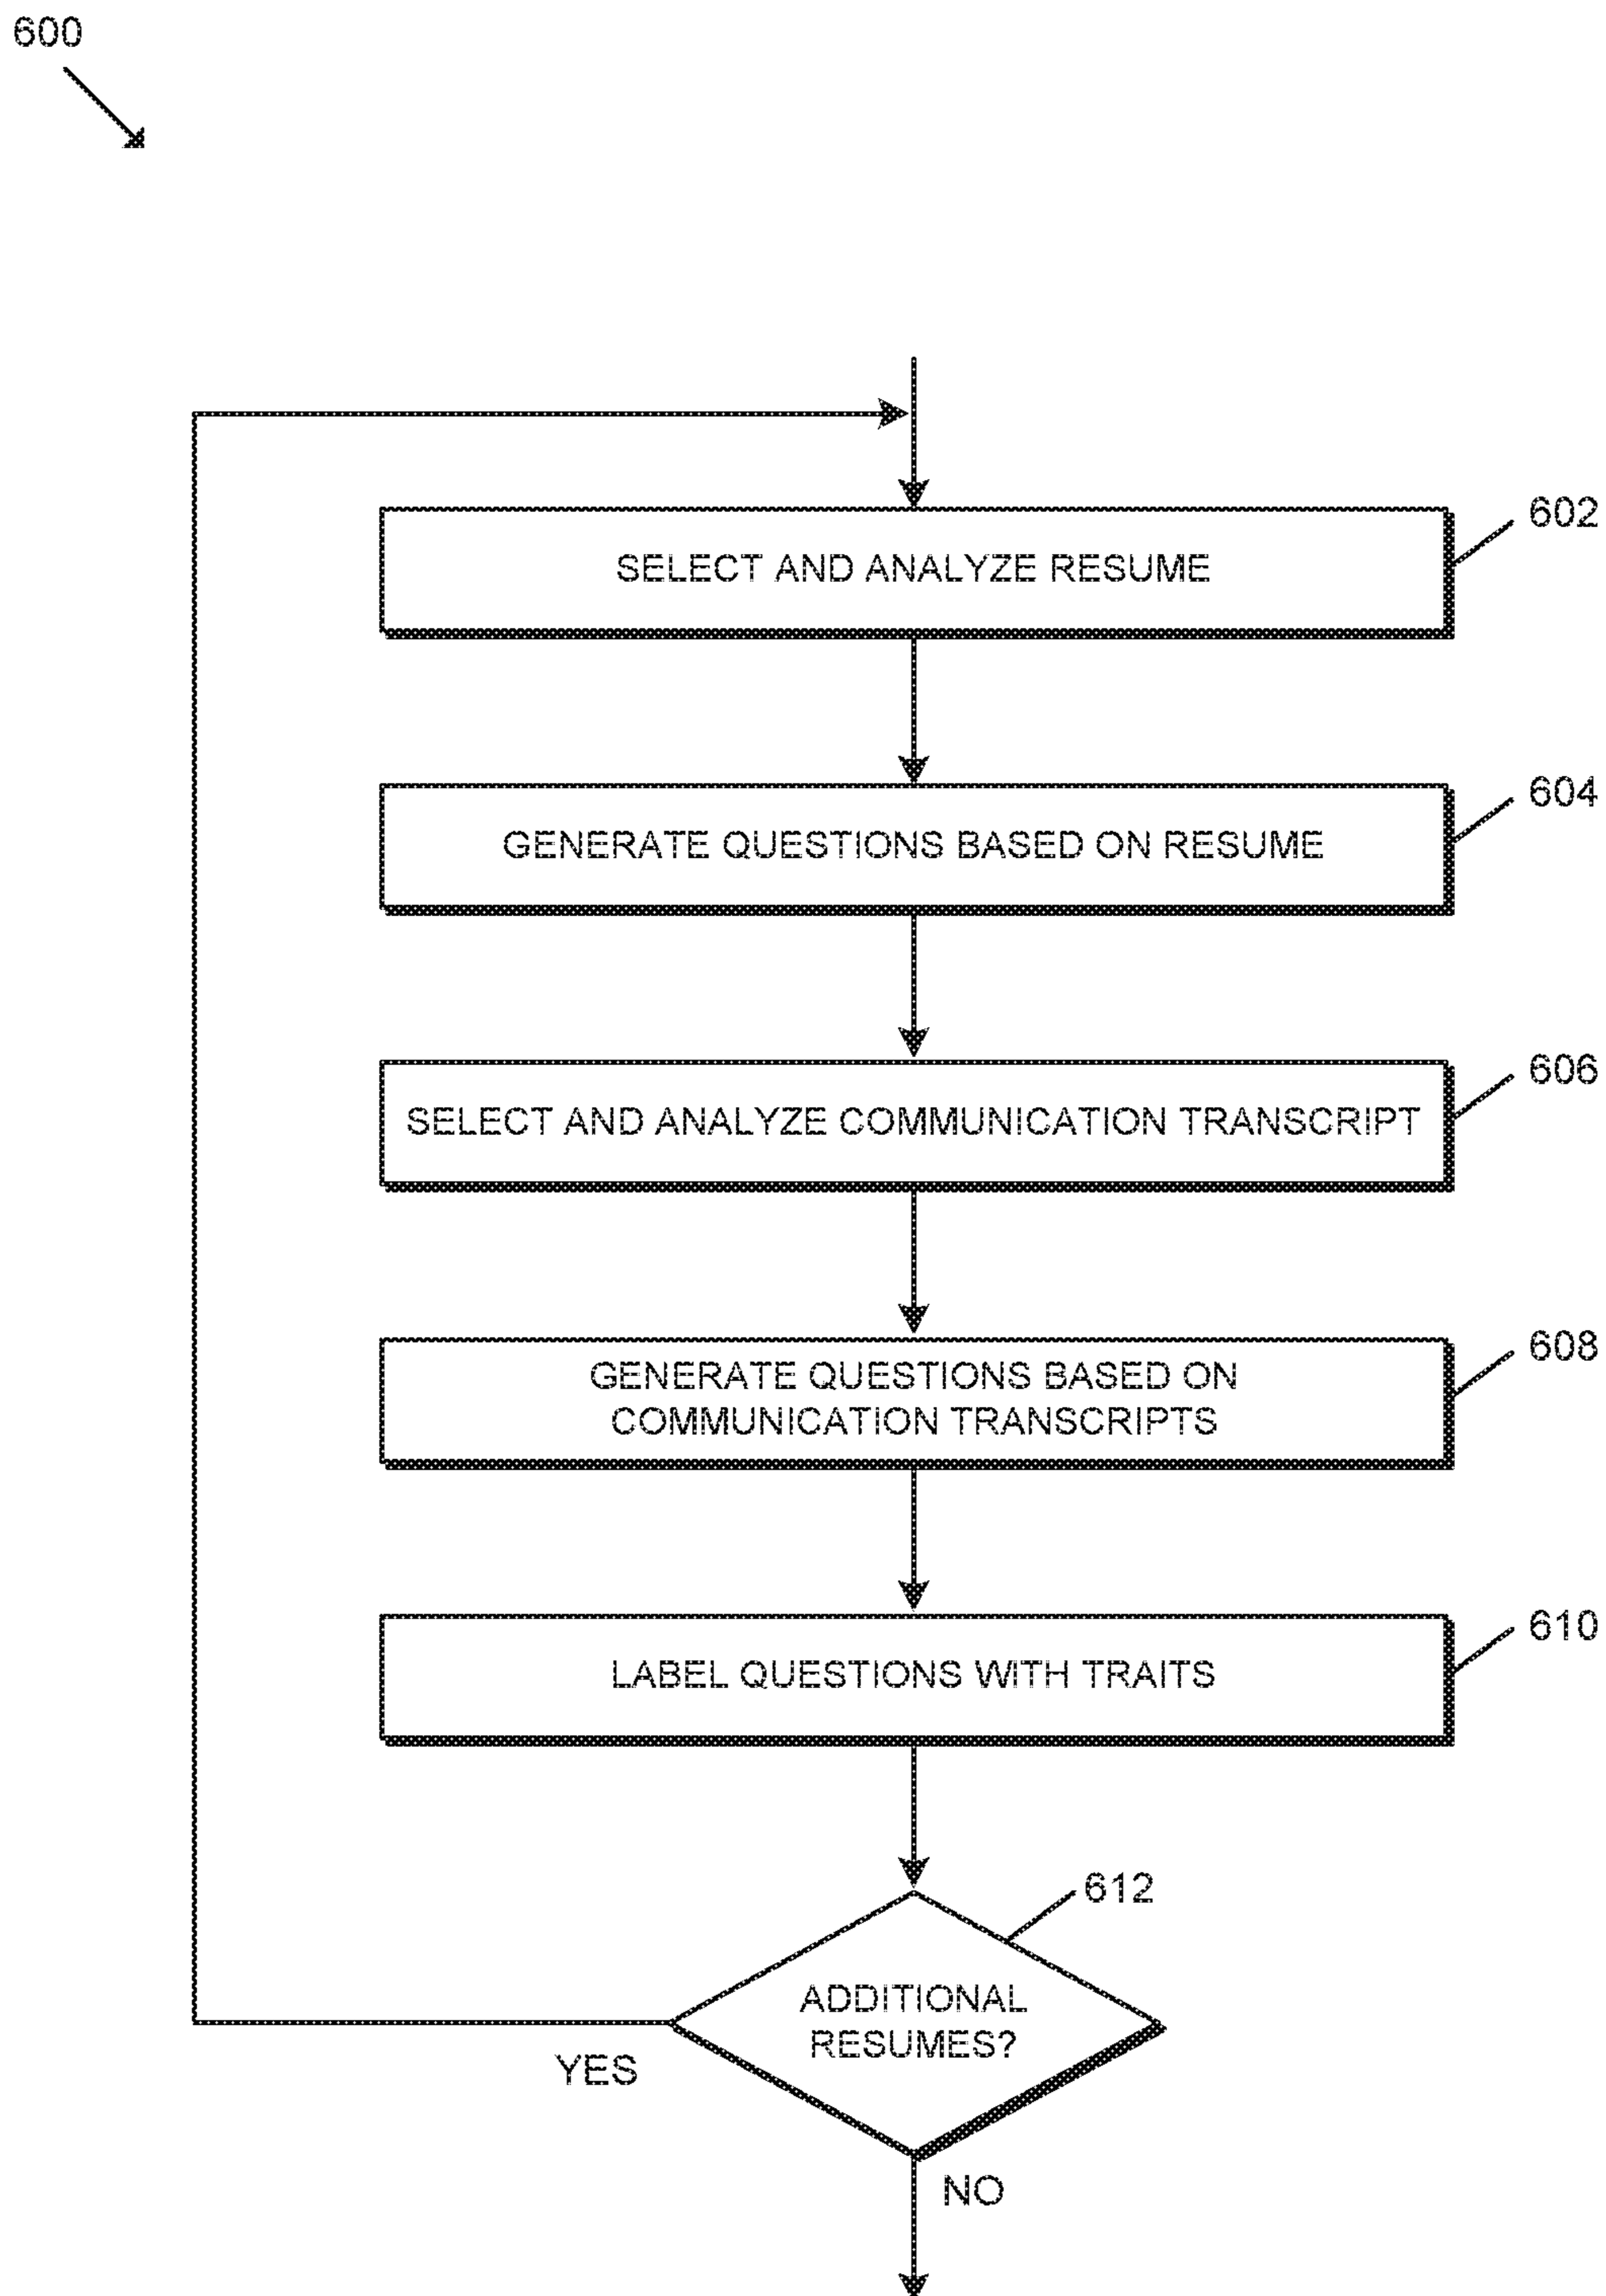 600
SELECT AND ANALYZE RESUME
602
GENERATE QUESTIONS BASED ON RESUME
604
SELECT AND ANALYZE COMMUNICATION TRANSCRIPT
606
GENERATE QUESTIONS BASED ON
COMMUNICATION TRANSCRIPTS
608
LABEL QUESTIONS WITH TRAITS
610
612
ADDITIONAL
RESUMES?
YES
NO